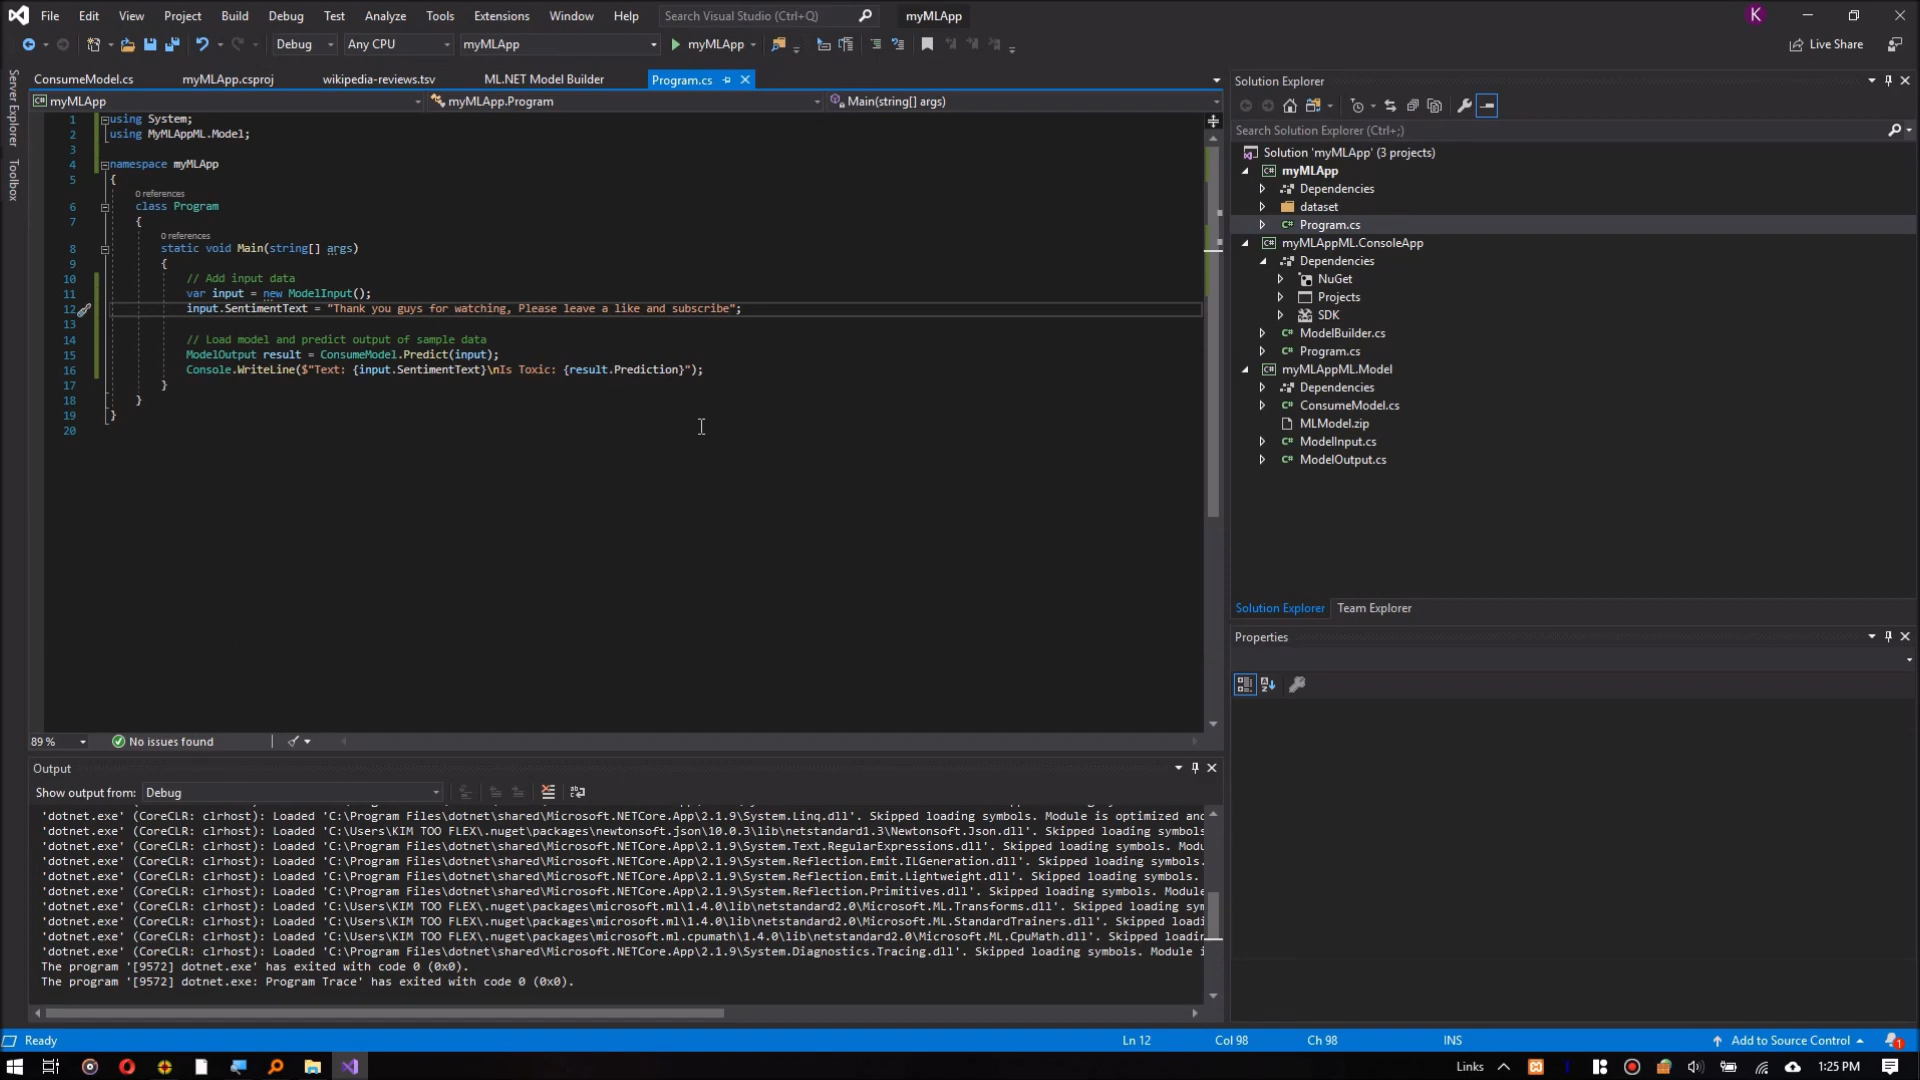 File Edit View Project Build Debug Test Analyze Tools Extensions Window Help Search Visual Studio (Ctrl+Q) myMLApp K
Debug Any CPU myMLApp myMLApp Live Share
Server Explorer
Toolbox
ConsumeModel.cs myMLApp.csproj wikipedia-reviews.tsv ML.NET Model Builder Program.cs
myMLApp myMLApp.Program Main(string[] args)
1 using System;
2 using MyMLAppML.Model;
3
4 namespace myMLApp
5 {
0 references
6 class Program
7 {
0 references
8 static void Main(string[] args)
9 {
10 // Add input data
11 var input = new ModelInput();
12 input.SentimentText = "Thank you guys for watching, Please leave a like and subscribe";
13
14 // Load model and predict output of sample data
15 ModelOutput result = ConsumeModel.Predict(input);
16 Console.WriteLine($"Text: {input.SentimentText}\nIs Toxic: {result.Prediction}");
17 }
18 }
19 }
20
89 % No issues found
Output
Show output from: Debug
'dotnet.exe' (CoreCLR: clrhost): Loaded 'C:\Program Files\dotnet\shared\Microsoft.NETCore.App\2.1.9\System.Linq.dll'. Skipped loading symbols. Module is optimized and
'dotnet.exe' (CoreCLR: clrhost): Loaded 'C:\Users\KIM TOO FLEX\.nuget\packages\newtonsoft.json\10.0.3\lib\netstandard1.3\Newtonsoft.Json.dll'. Skipped loading symbols
'dotnet.exe' (CoreCLR: clrhost): Loaded 'C:\Program Files\dotnet\shared\Microsoft.NETCore.App\2.1.9\System.Text.RegularExpressions.dll'. Skipped loading symbols. Modu
'dotnet.exe' (CoreCLR: clrhost): Loaded 'C:\Program Files\dotnet\shared\Microsoft.NETCore.App\2.1.9\System.Reflection.Emit.ILGeneration.dll'. Skipped loading symbols.
'dotnet.exe' (CoreCLR: clrhost): Loaded 'C:\Program Files\dotnet\shared\Microsoft.NETCore.App\2.1.9\System.Reflection.Emit.Lightweight.dll'. Skipped loading symbols.
'dotnet.exe' (CoreCLR: clrhost): Loaded 'C:\Program Files\dotnet\shared\Microsoft.NETCore.App\2.1.9\System.Reflection.Primitives.dll'. Skipped loading symbols. Module
'dotnet.exe' (CoreCLR: clrhost): Loaded 'C:\Users\KIM TOO FLEX\.nuget\packages\microsoft.ml\1.4.0\lib\netstandard2.0\Microsoft.ML.Transforms.dll'. Skipped loading sym
'dotnet.exe' (CoreCLR: clrhost): Loaded 'C:\Users\KIM TOO FLEX\.nuget\packages\microsoft.ml\1.4.0\lib\netstandard2.0\Microsoft.ML.StandardTrainers.dll'. Skipped loadi
'dotnet.exe' (CoreCLR: clrhost): Loaded 'C:\Users\KIM TOO FLEX\.nuget\packages\microsoft.ml.cpumath\1.4.0\lib\netstandard2.0\Microsoft.ML.CpuMath.dll'. Skipped loadin
'dotnet.exe' (CoreCLR: clrhost): Loaded 'C:\Program Files\dotnet\shared\Microsoft.NETCore.App\2.1.9\System.Diagnostics.Tracing.dll'. Skipped loading symbols. Module i
The program '[9572] dotnet.exe' has exited with code 0 (0x0).
The program '[9572] dotnet.exe: Program Trace' has exited with code 0 (0x0).
Solution Explorer
Search Solution Explorer (Ctrl+;)
Solution 'myMLApp' (3 projects)
myMLApp
Dependencies
dataset
Program.cs
myMLAppML.ConsoleApp
Dependencies
NuGet
Projects
SDK
ModelBuilder.cs
Program.cs
myMLAppML.Model
Dependencies
ConsumeModel.cs
MLModel.zip
ModelInput.cs
ModelOutput.cs
Solution Explorer Team Explorer
Properties
Ready Ln 12 Col 98 Ch 98 INS Add to Source Control 1
Links 1:25 PM